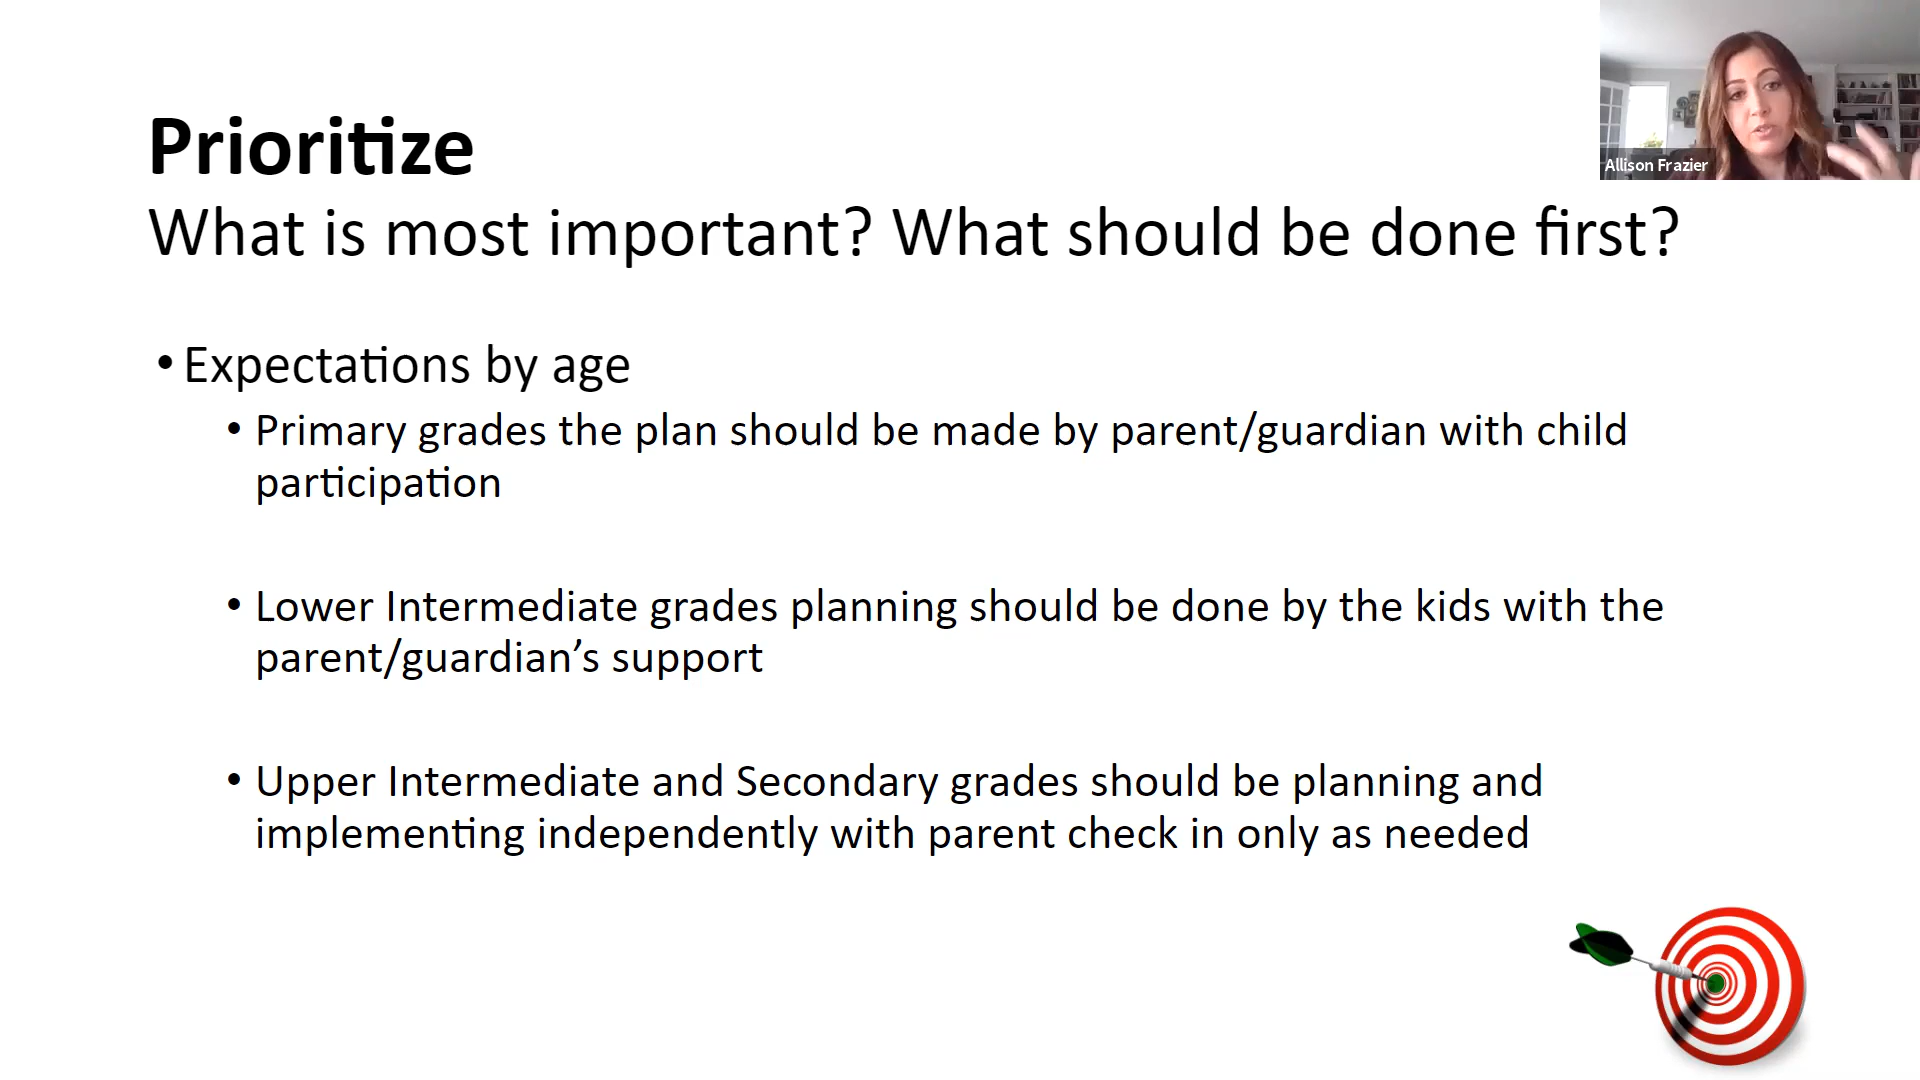 Allison Frazier
Prioritize
What is most important? What should be done first?
• Expectations by age
• Primary grades the plan should be made by parent/guardian with child
participation
• Lower Intermediate grades planning should be done by the kids with the
parent/guardian’s support
• Upper Intermediate and Secondary grades should be planning and
implementing independently with parent check in only as needed